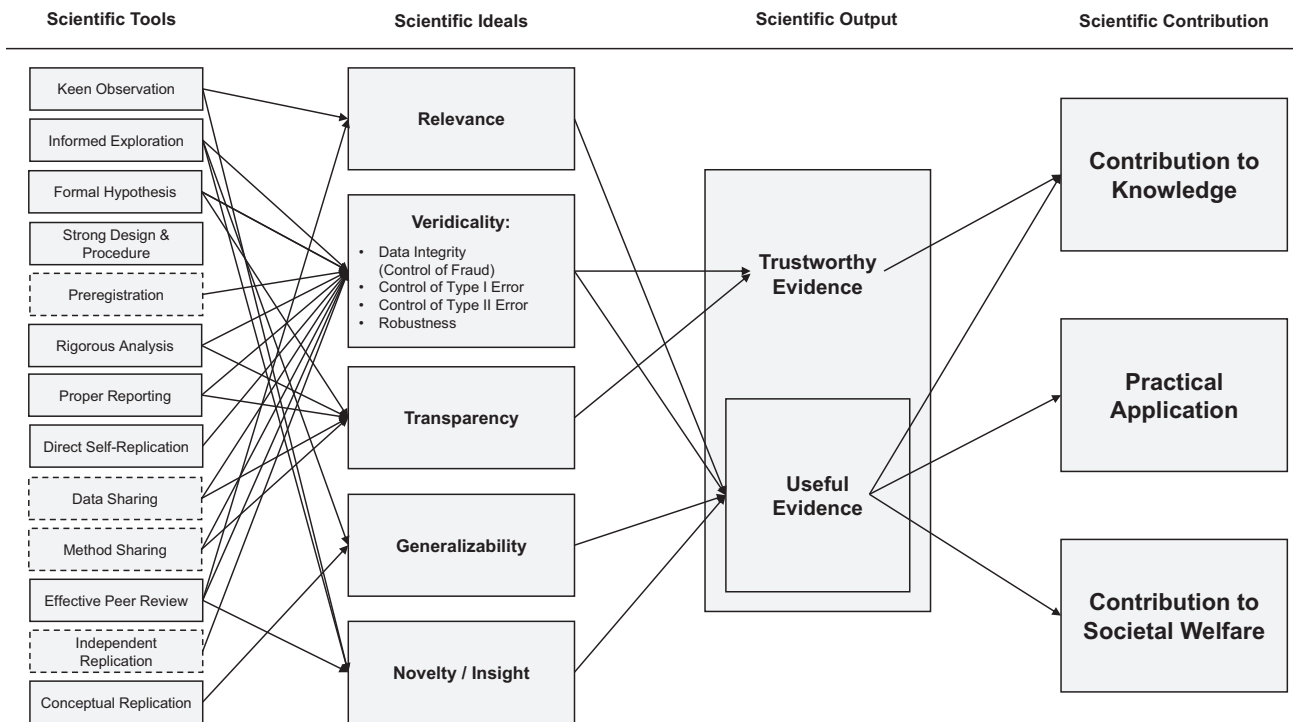 Scientific Tools
Scientific Ideals
Scientific Output
Scientific Contribution
Keen Observation
Informed Exploration
Formal Hypothesis
Strong Design &
Procedure
Preregistration
Rigorous Analysis
Proper Reporting
Direct Self-Replication
Data Sharing
Method Sharing
Effective Peer Review
Independent
Replication
Conceptual Replication
Relevance
Veridicality:
• Data Integrity
(Control of Fraud)
• Control of Type I Error
• Control of Type II Error
• Robustness
Transparency
Generalizability
Novelty / Insight
Trustworthy
Evidence
Useful
Evidence
Contribution to
Knowledge
Practical
Application
Contribution to
Societal Welfare